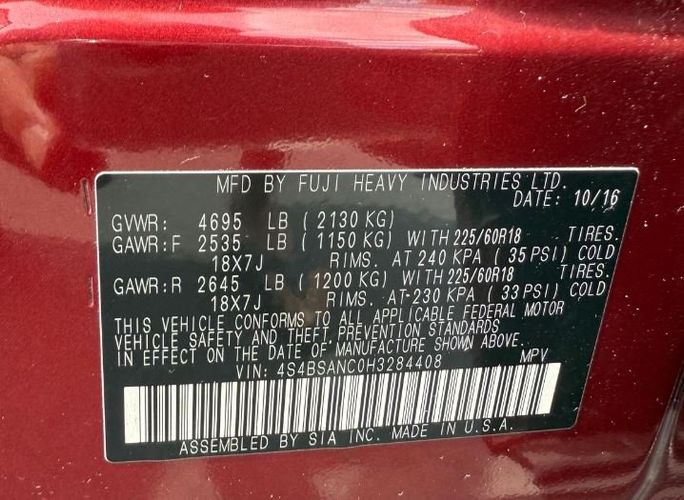 MFD BY FUJI HEAVY INDUSTRIES LTD.
DATE: 10/16
GVWR: 4695 LB (2130 KG)
GAWR:F 2535 LB (1150 KG) WITH 225/60R18 TIRES.
18X7J RIMS. AT 240 KPA (35 PSI) COLD
GAWR:R 2645 LB (1200 KG) WITH 225/60R18 TIRES.
18X7J RIMS. AT 230 KPA (33 PSI) COLD
THIS VEHICLE CONFORMS TO ALL APPLICABLE FEDERAL MOTOR
VEHICLE SAFETY AND THEFT PREVENTION STANDARDS
IN EFFECT ON THE DATE OF MANUFACTURE SHOWN ABOVE.
VIN: 4S4BSANC0H3284408 MPV
ASSEMBLED BY SIA INC. MADE IN U.S.A.